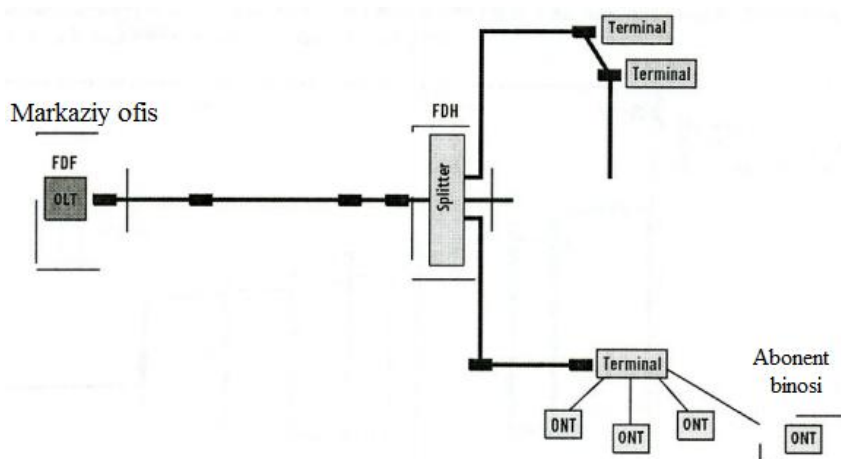 Terminal
Terminal
Markaziy ofis
FDH
FDF
OLT
Splitter
Terminal
Abonent
binosi
ONT
ONT
ONT
ONT